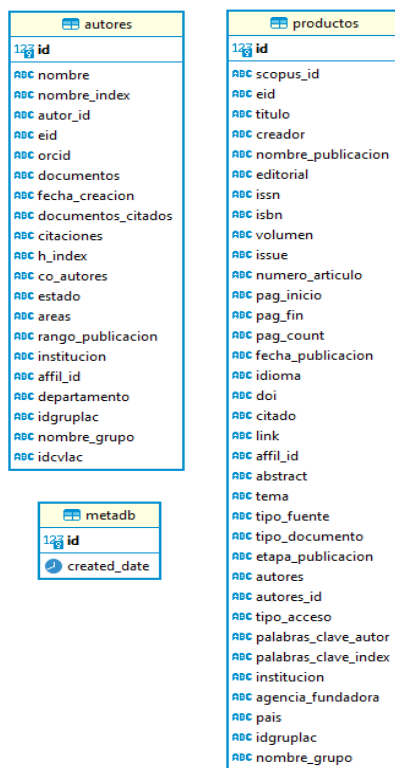 autores
123 id
ABC nombre
ABC nombre_index
ABC autor_id
ABC eid
ABC orcid
ABC documentos
ABC fecha_creacion
ABC documentos_citados
ABC citaciones
ABC h_index
ABC co_autores
ABC estado
ABC areas
ABC rango_publicacion
ABC institucion
ABC affil_id
ABC departamento
ABC idgruplac
ABC nombre_grupo
ABC idcvlac
metadb
123 id
created_date
productos
123 id
ABC scopus_id
ABC eid
ABC titulo
ABC creador
ABC nombre_publicacion
ABC editorial
ABC issn
ABC isbn
ABC volumen
ABC issue
ABC numero_articulo
ABC pag_inicio
ABC pag_fin
ABC pag_count
ABC fecha_publicacion
ABC idioma
ABC doi
ABC citado
ABC link
ABC affil_id
ABC abstract
ABC tema
ABC tipo_fuente
ABC tipo_documento
ABC etapa_publicacion
ABC autores
ABC autores_id
ABC tipo_acceso
ABC palabras_clave_autor
ABC palabras_clave_index
ABC institucion
ABC agencia_fundadora
ABC pais
ABC idgruplac
ABC nombre_grupo